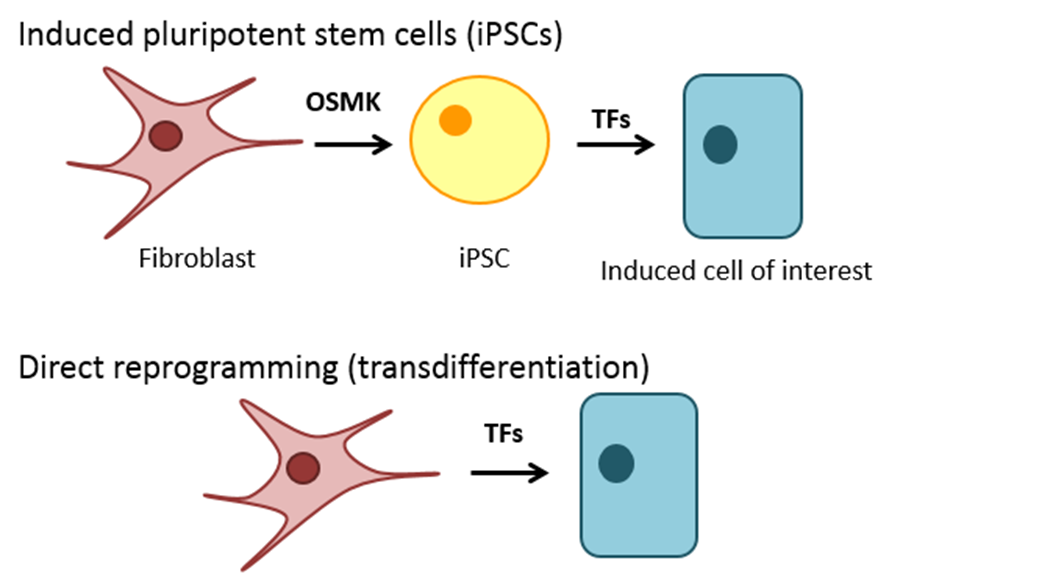 Induced pluripotent stem cells (iPSCs)
OSMK
TFs
Fibroblast
iPSC
Induced cell of interest
Direct reprogramming (transdifferentiation)
TFs